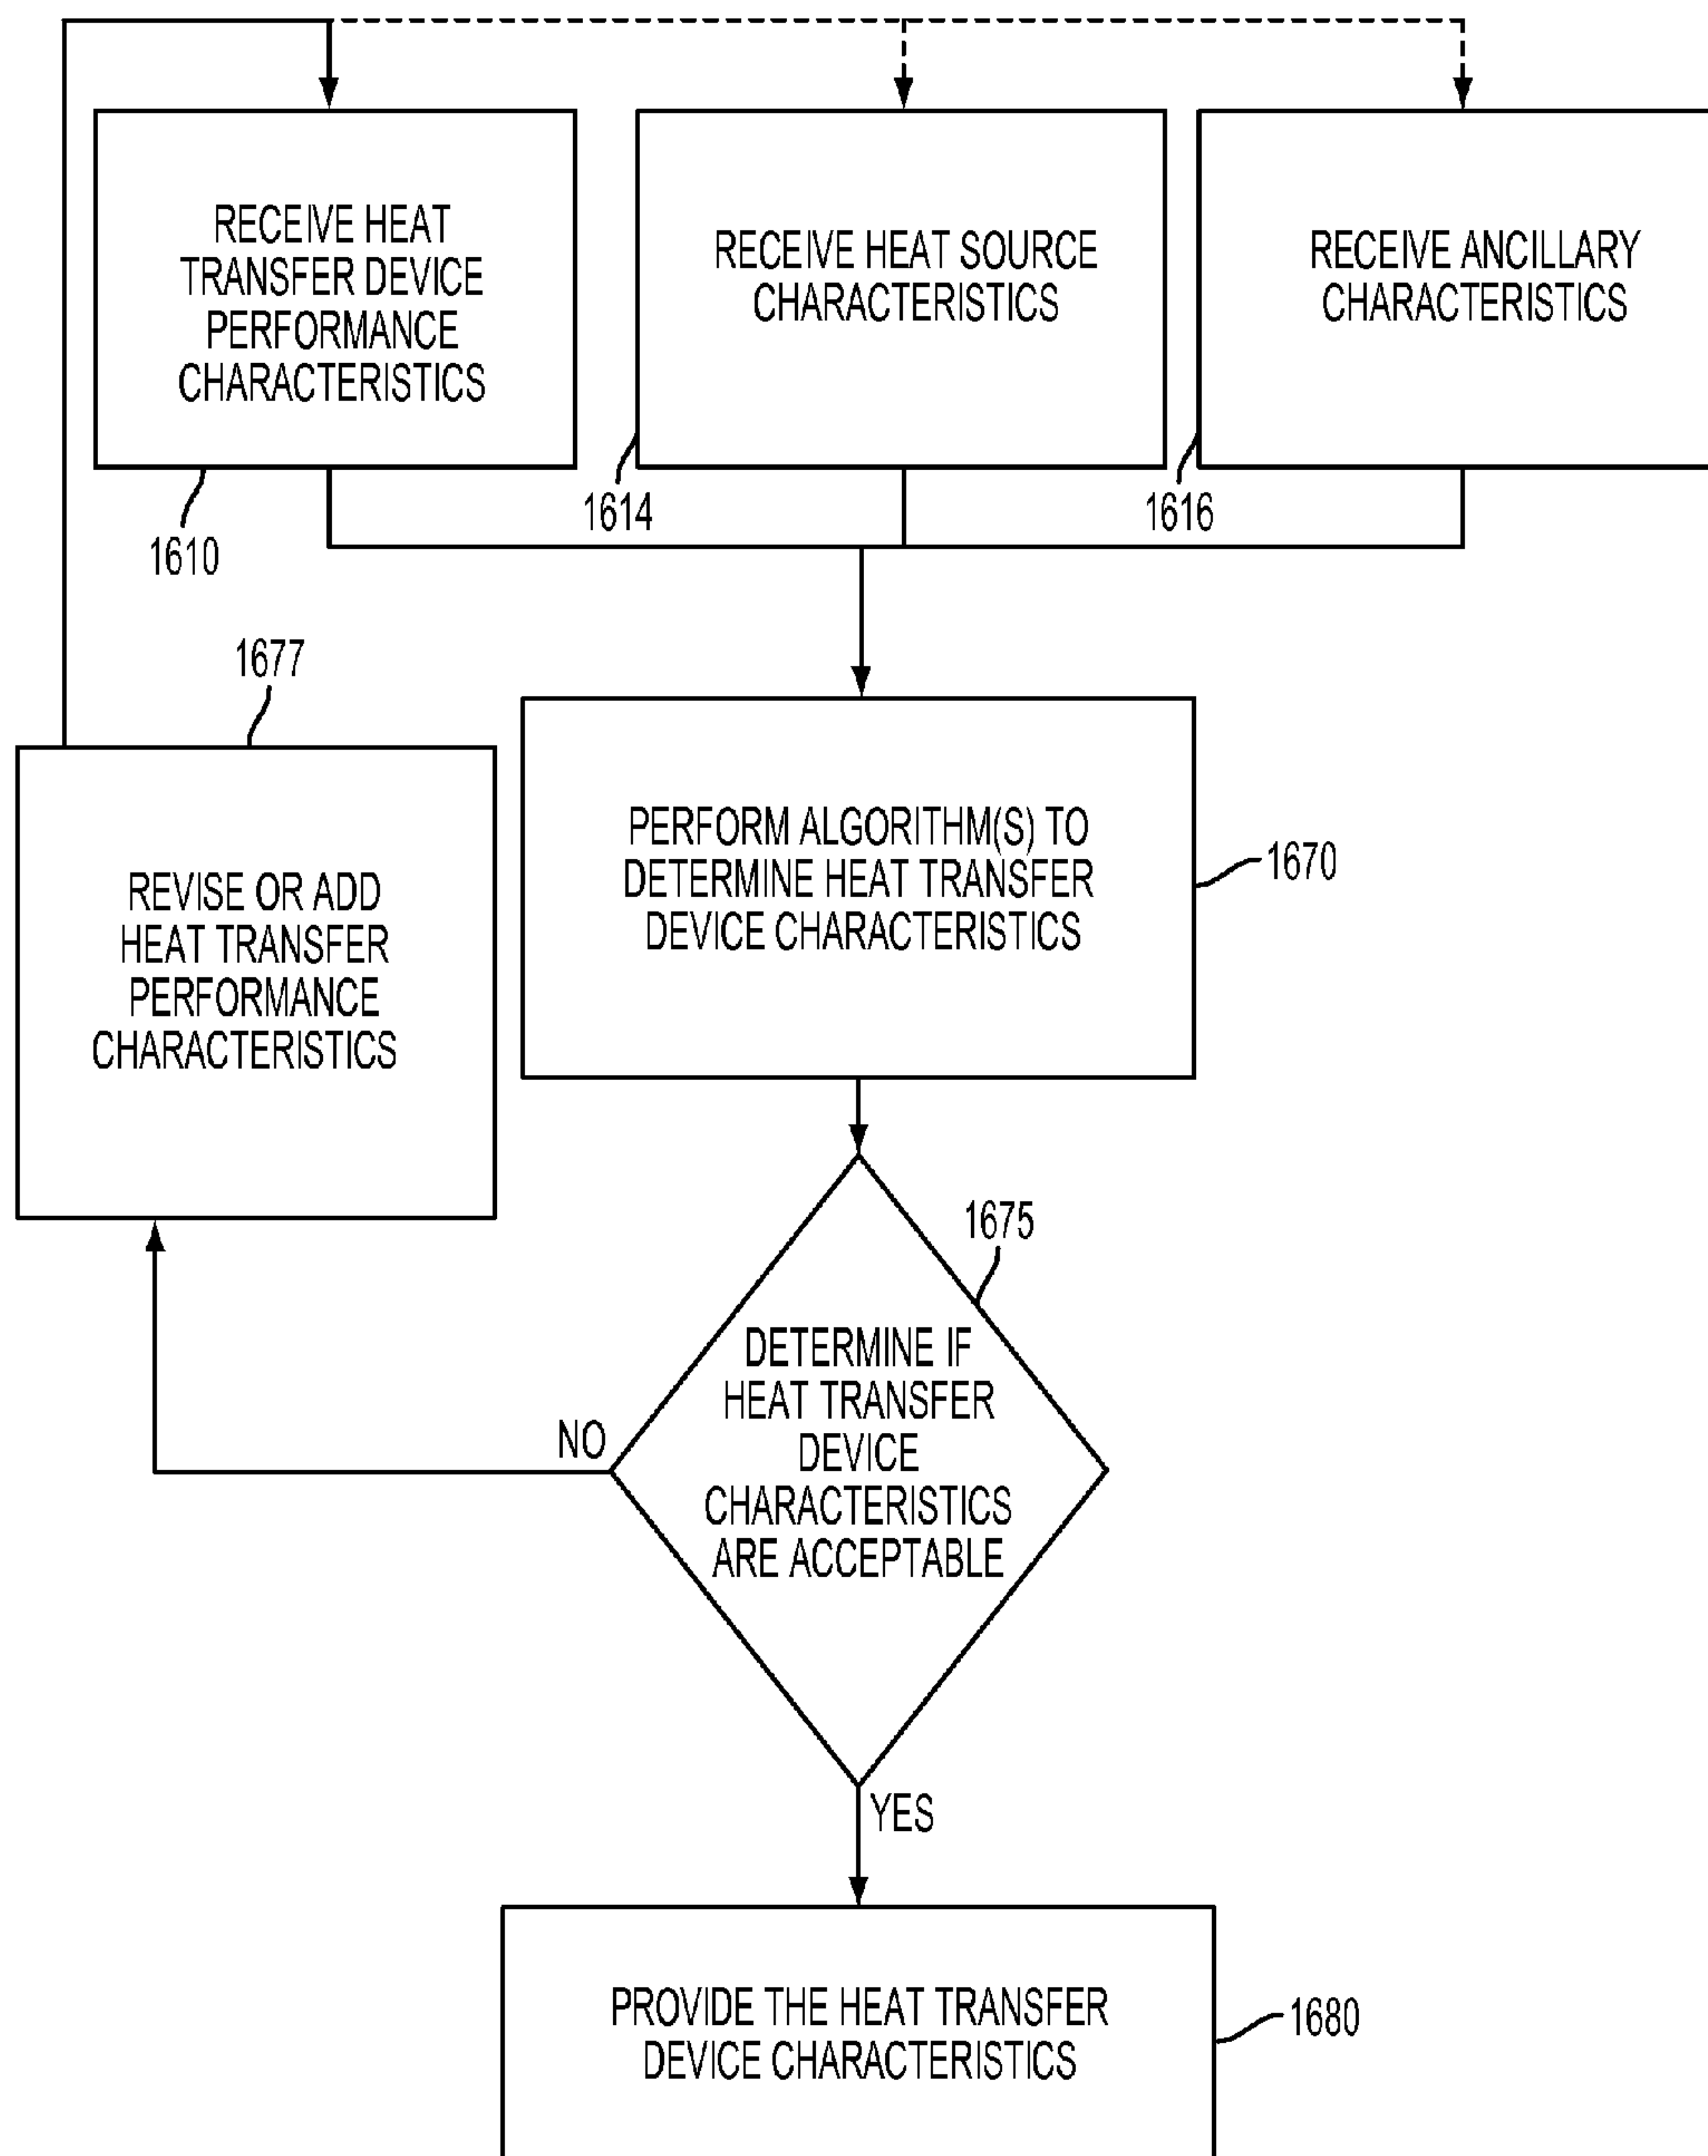 RECEIVE HEAT
TRANSFER DEVICE
PERFORMANCE
CHARACTERISTICS
1610
RECEIVE HEAT SOURCE
CHARACTERISTICS
1614
RECEIVE ANCILLARY
CHARACTERISTICS
1616
1677
REVISE OR ADD
HEAT TRANSFER
PERFORMANCE
CHARACTERISTICS
PERFORM ALGORITHM(S) TO
DETERMINE HEAT TRANSFER
DEVICE CHARACTERISTICS
1670
1675
DETERMINE IF
HEAT TRANSFER
DEVICE
CHARACTERISTICS
ARE ACCEPTABLE
NO
YES
PROVIDE THE HEAT TRANSFER
DEVICE CHARACTERISTICS
1680